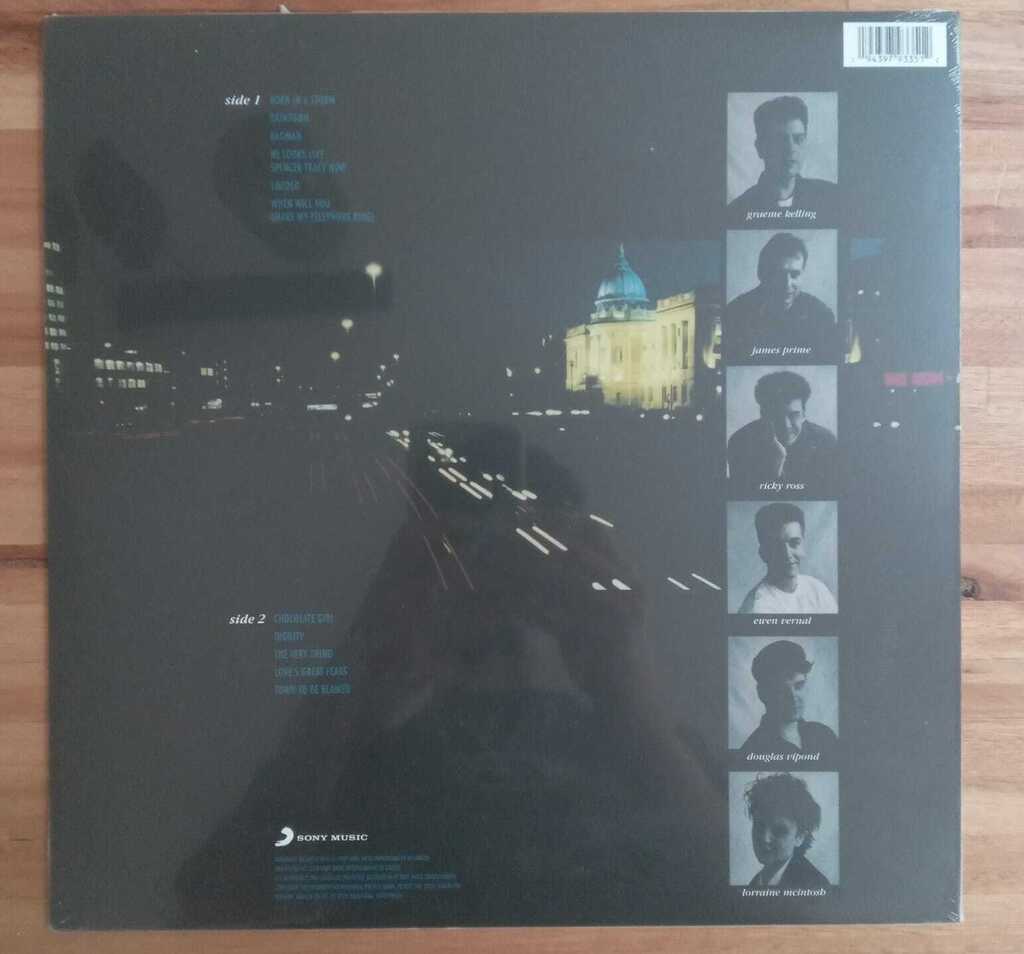 side 1
BORN IN A STORM
RAINTOWN
RAGMAN
HE LOOKS LIKE
SPENCER TRACY NOW
LOADED
WHEN WILL YOU
(MAKE MY TELEPHONE RING)
graeme kelling
james prime
ricky ross
ewen vernal
side 2
CHOCOLATE GIRL
DIGNITY
THE VERY THING
LOVE'S GREAT FEARS
TOWN TO BE BLAMED
douglas vipond
SONY MUSIC
lorraine mcintosh